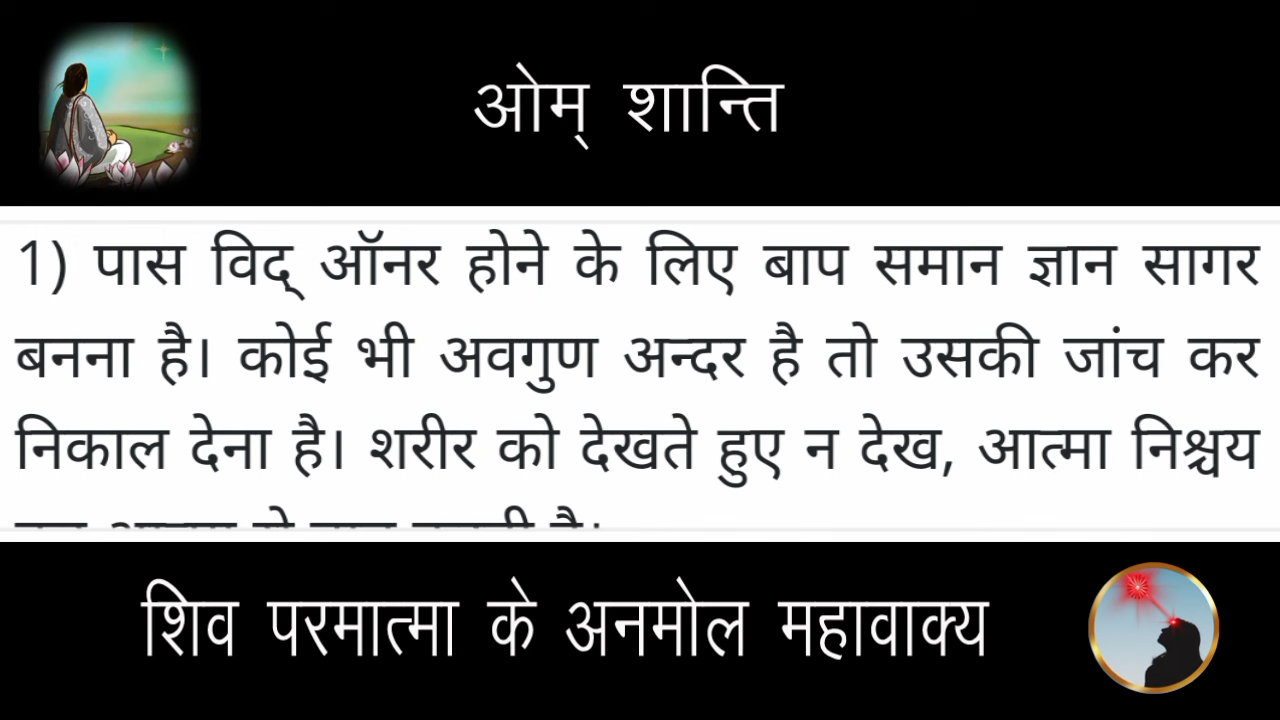 ओम् शान्ति
1) पास विद् ऑनर होने के लिए बाप समान ज्ञान सागर
बनना है। कोई भी अवगुण अन्दर है तो उसकी जांच कर
निकाल देना है। शरीर को देखते हुए न देख, आत्मा निश्चय
शिव परमात्मा के अनमोल महावाक्य